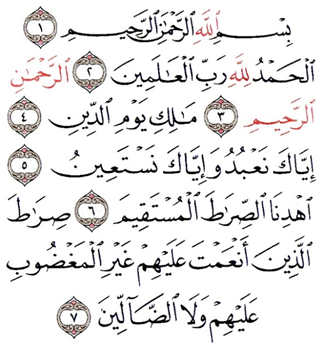 بِسْمِ ٱللَّهِ ٱلرَّحْمَٰنِ ٱلرَّحِيمِ ١
ٱلْحَمْدُ لِلَّهِ رَبِّ ٱلْعَٰلَمِينَ ٢ ٱلرَّحْمَٰنِ
ٱلرَّحِيمِ ٣ مَٰلِكِ يَوْمِ ٱلدِّينِ ٤
إِيَّاكَ نَعْبُدُ وَإِيَّاكَ نَسْتَعِينُ ٥
ٱهْدِنَا ٱلصِّرَٰطَ ٱلْمُسْتَقِيمَ ٦ صِرَٰطَ
ٱلَّذِينَ أَنْعَمْتَ عَلَيْهِمْ غَيْرِ ٱلْمَغْضُوبِ
عَلَيْهِمْ وَلَا ٱلضَّآلِّينَ ٧